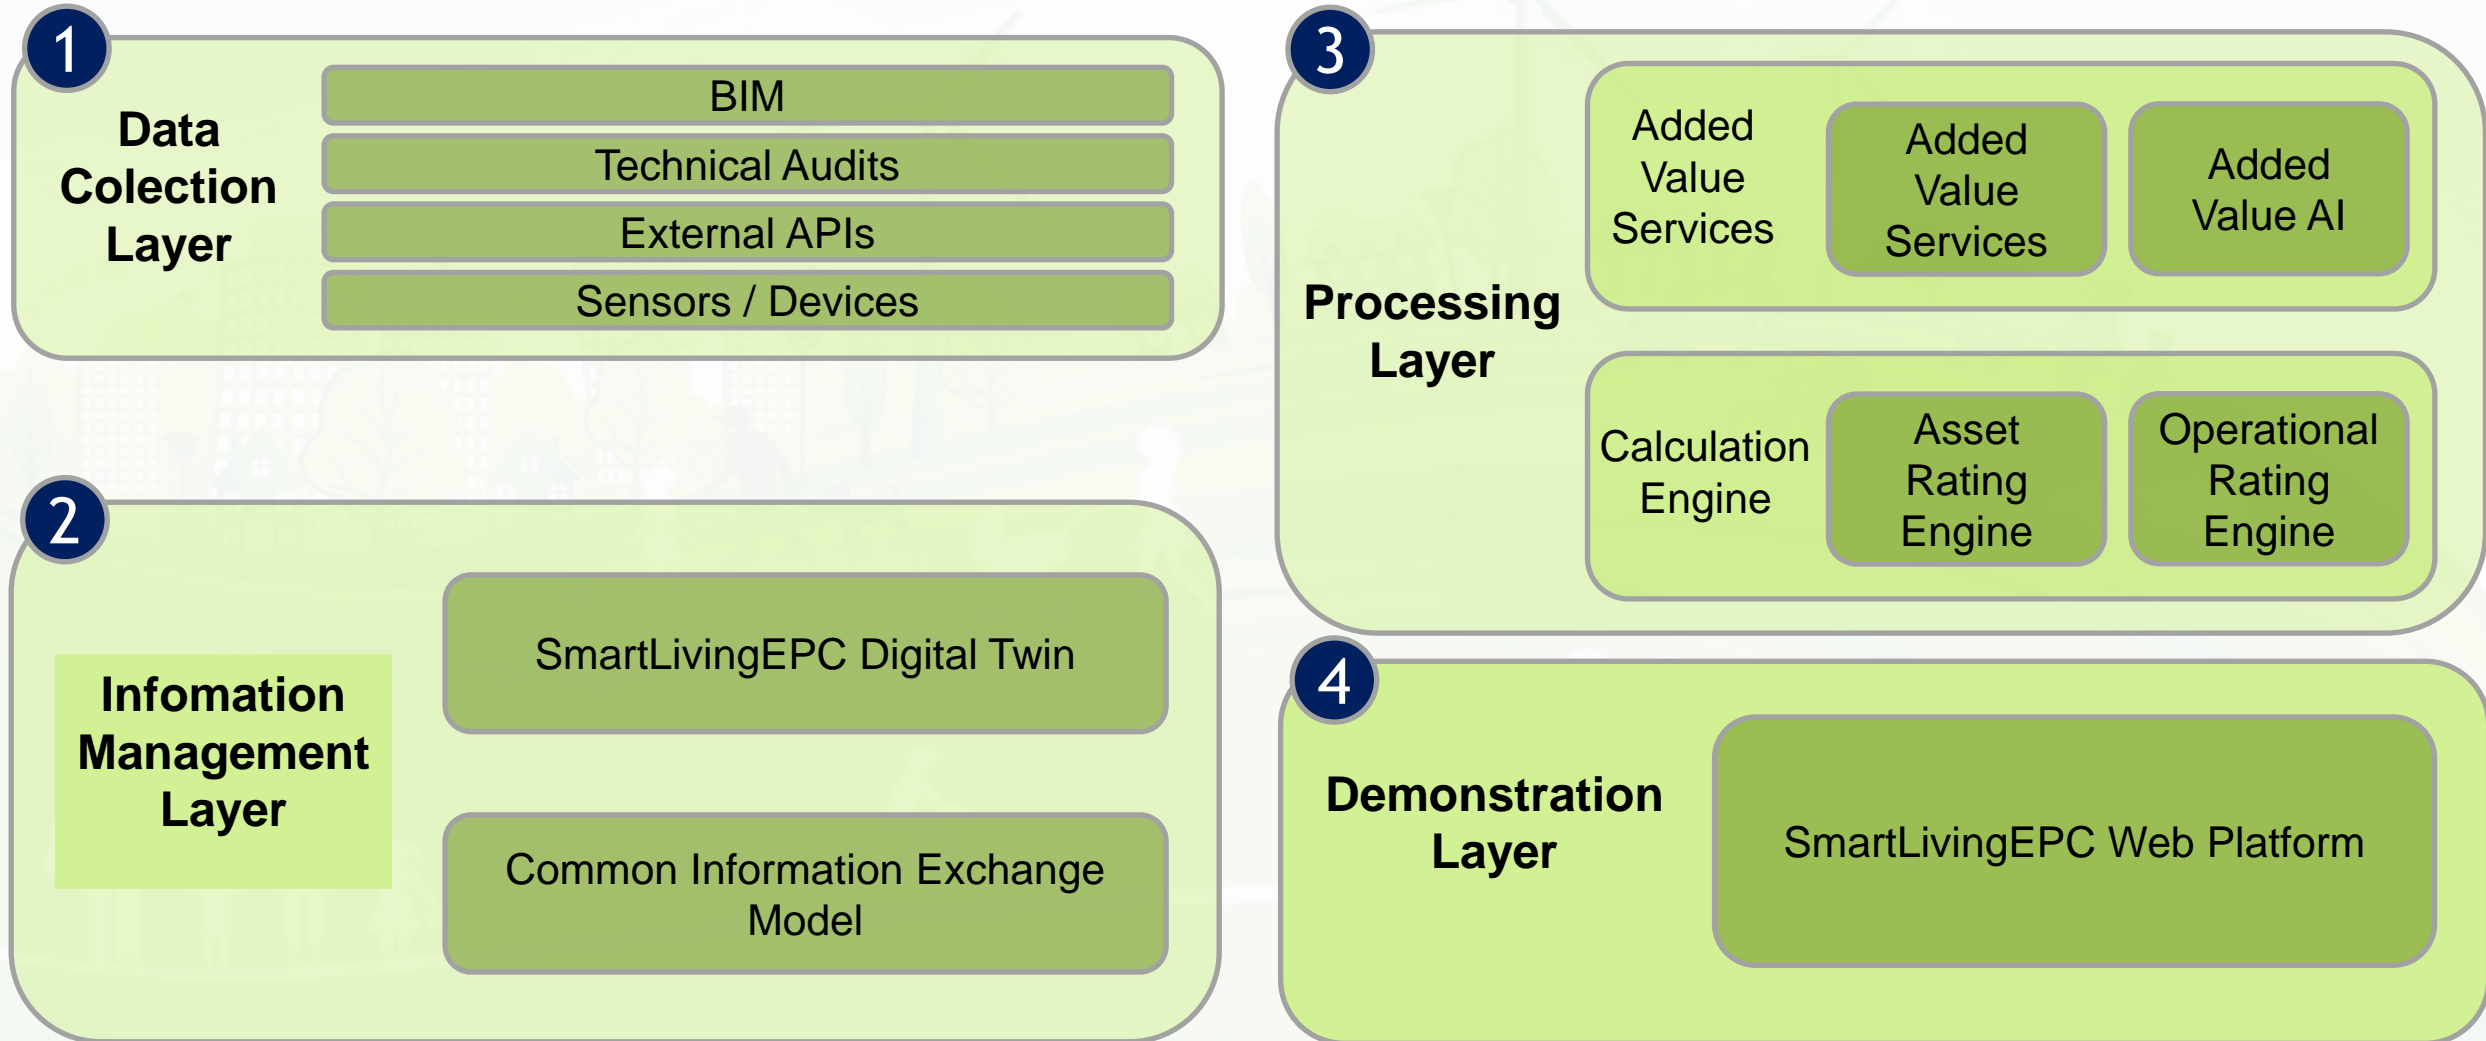 1
Data
Colection
Layer
BIM
Technical Audits
External APIs
Sensors / Devices
2
Infomation
Management
Layer
SmartLivingEPC Digital Twin
Common Information Exchange
Model
3
Processing
Layer
Added
Value
Services
Added
Value
Services
Added
Value AI
Calculation
Engine
Asset
Rating
Engine
Operational
Rating
Engine
4
Demonstration
Layer
SmartLivingEPC Web Platform